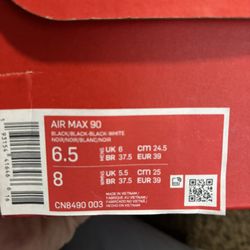 AIR MAX 90
BLACK/BLACK-BLACK-WHITE
NOIR/NOIR/BLANC/NOIR
6.5 UK 6 CM 24.5
BR 37.5 EUR 39
8 UK 5.5 CM 25
BR 37.5 EUR 39
CN8490 003
MADE IN VIETNAM